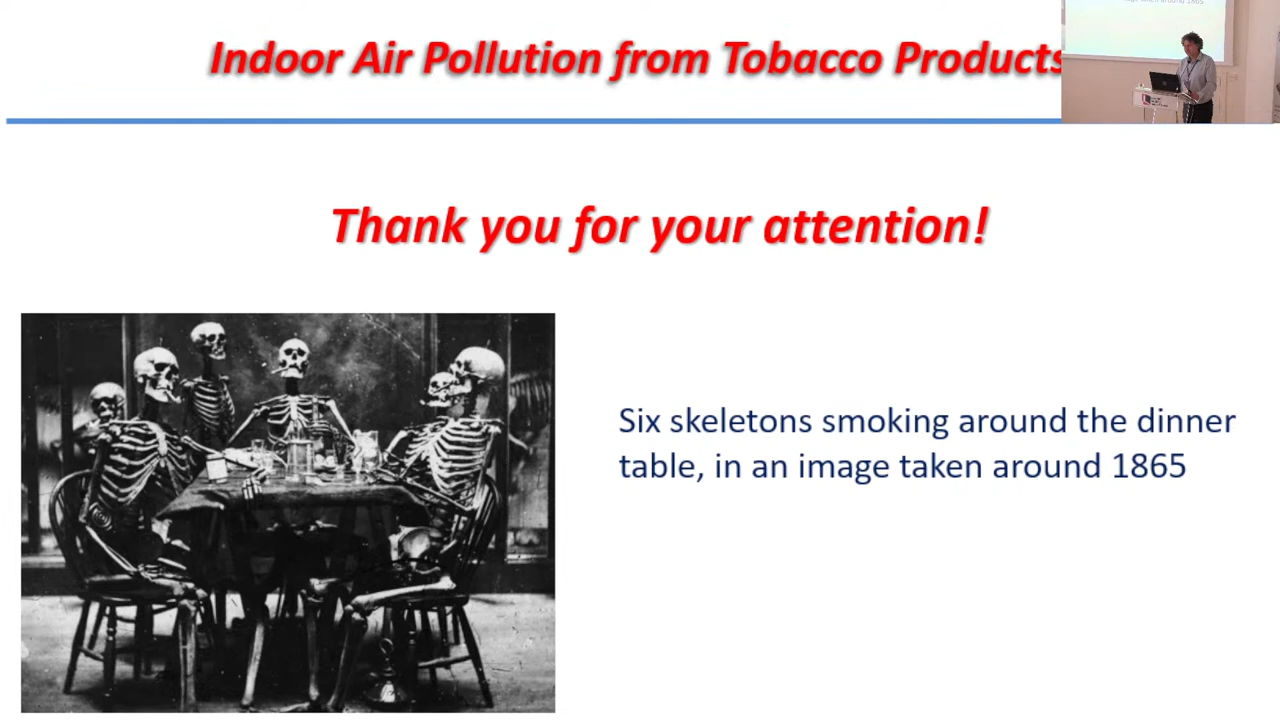 Indoor Air Pollution from Tobacco Products
Thank you for your attention!
Six skeletons smoking around the dinner
table, in an image taken around 1865